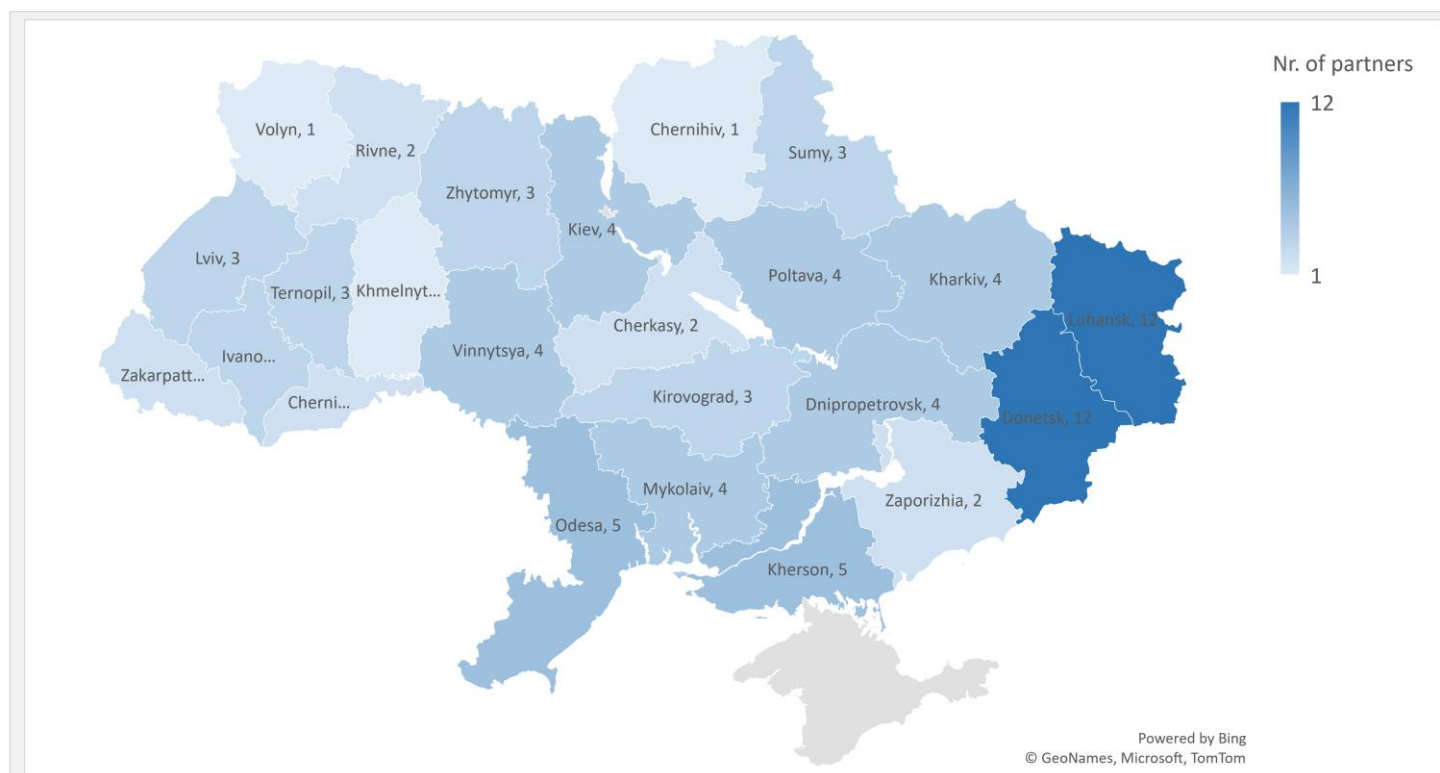 Nr. of partners
12
1
Chernihiv, 1
Volyn, 1
Rivne, 2
Sumy, 3
Zhytomyr, 3
Kiev, 4
Lviv, 3
Poltava, 4
Kharkiv, 4
Ternopil, 3
Khmelnyt...
Luhansk, 12
Cherkasy, 2
Vinnytsya, 4
Ivano...
Zakarpatt...
Cherni...
Kirovograd, 3
Dnipropetrovsk, 4
Donetsk, 12
Mykolaiv, 4
Zaporizhia, 2
Odesa, 5
Kherson, 5
Powered by Bing
© GeoNames, Microsoft, TomTom